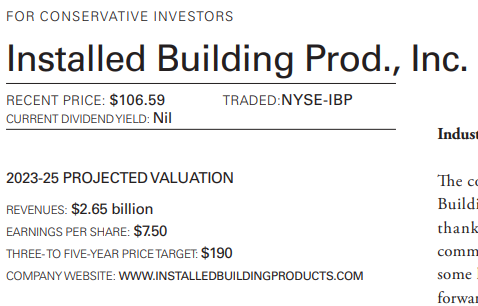 FOR CONSERVATIVE INVESTORS
Installed Building Prod., Inc.
RECENT PRICE: $106.59 TRADED:NYSE-IBP
CURRENT DIVIDEND YIELD: Nil
2023-25 PROJECTED VALUATION
REVENUES: $2.65 billion
EARNINGS PER SHARE: $7.50
THREE- TO FIVE-YEAR PRICE TARGET: $190
COMPANY WEBSITE: WWW.INSTALLEDBUILDINGPRODUCTS.COM
Indust
The co
Buildi
thank
comm
some
forwar